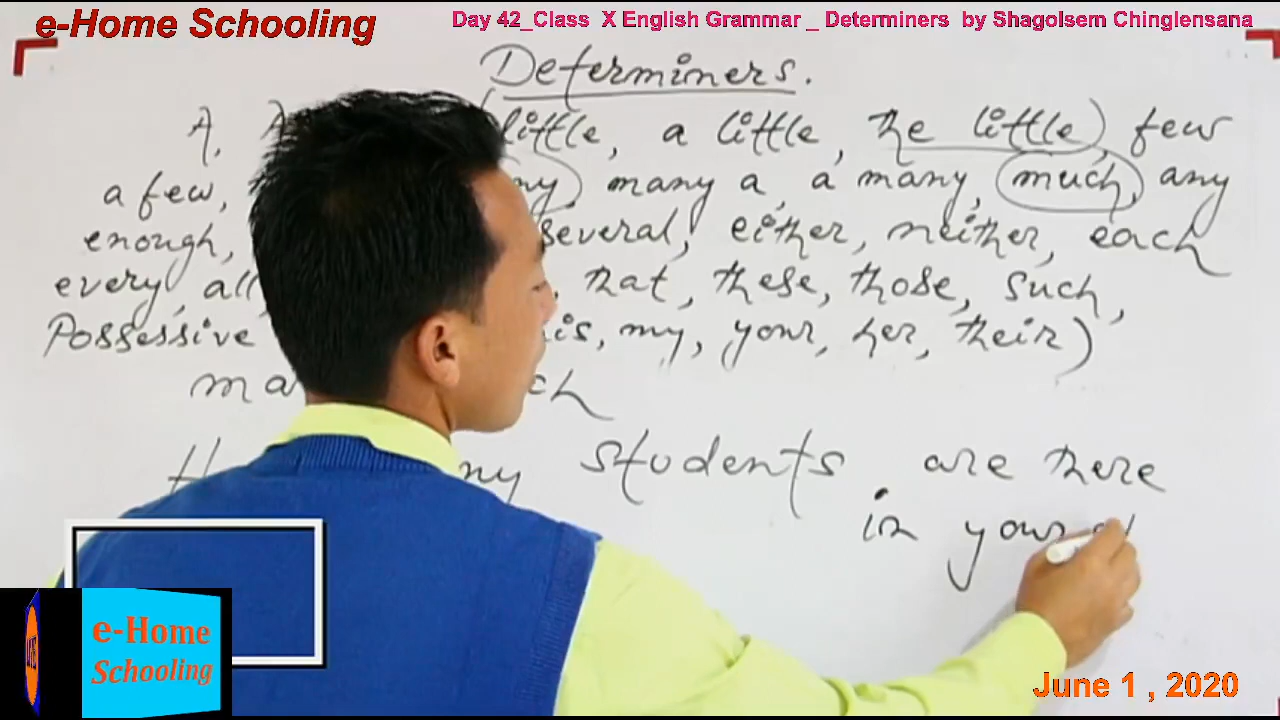 e-Home Schooling
Day 42_Class X English Grammar _ Determiners by Shagolsem Chinglensana
Determiners.
A, little, a little, the little, few
a few, many a, a many, much, any
enough, several, either, neither, each
every, all that, these, those, such,
Possessive my, your, her, their)
students are there
in your
e-Home
Schooling
June 1 , 2020